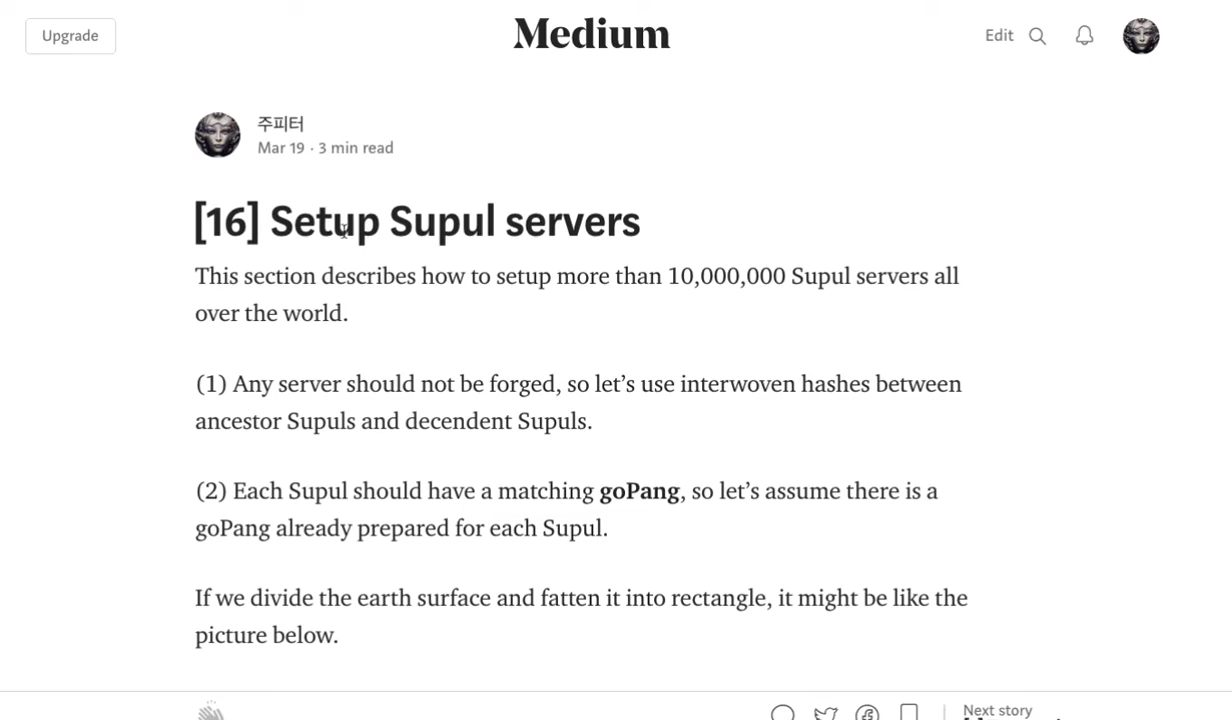 Upgrade
Medium
Edit
주피터
Mar 19 · 3 min read
[16] Setup Supul servers
This section describes how to setup more than 10,000,000 Supul servers all
over the world.
(1) Any server should not be forged, so let’s use interwoven hashes between
ancestor Supuls and decendent Supuls.
(2) Each Supul should have a matching goPang, so let’s assume there is a
goPang already prepared for each Supul.
If we divide the earth surface and fatten it into rectangle, it might be like the
picture below.
Next story